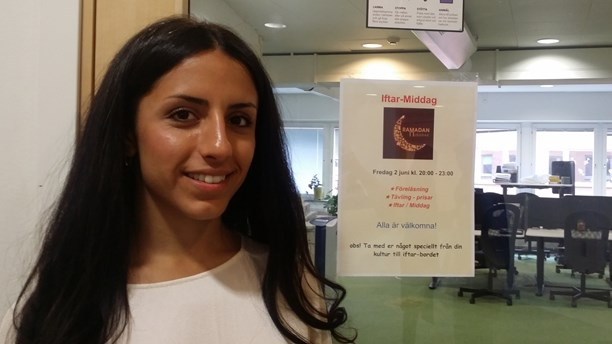 Iftar-Middag
RAMADAN
Fredag 2 juni kl. 20:00 - 23:00
* Föreläsning
* Tävling - priser
* Iftar / Middag
Alla är välkomna!
obs! Ta med er något speciellt från din
kultur till iftar-bordet